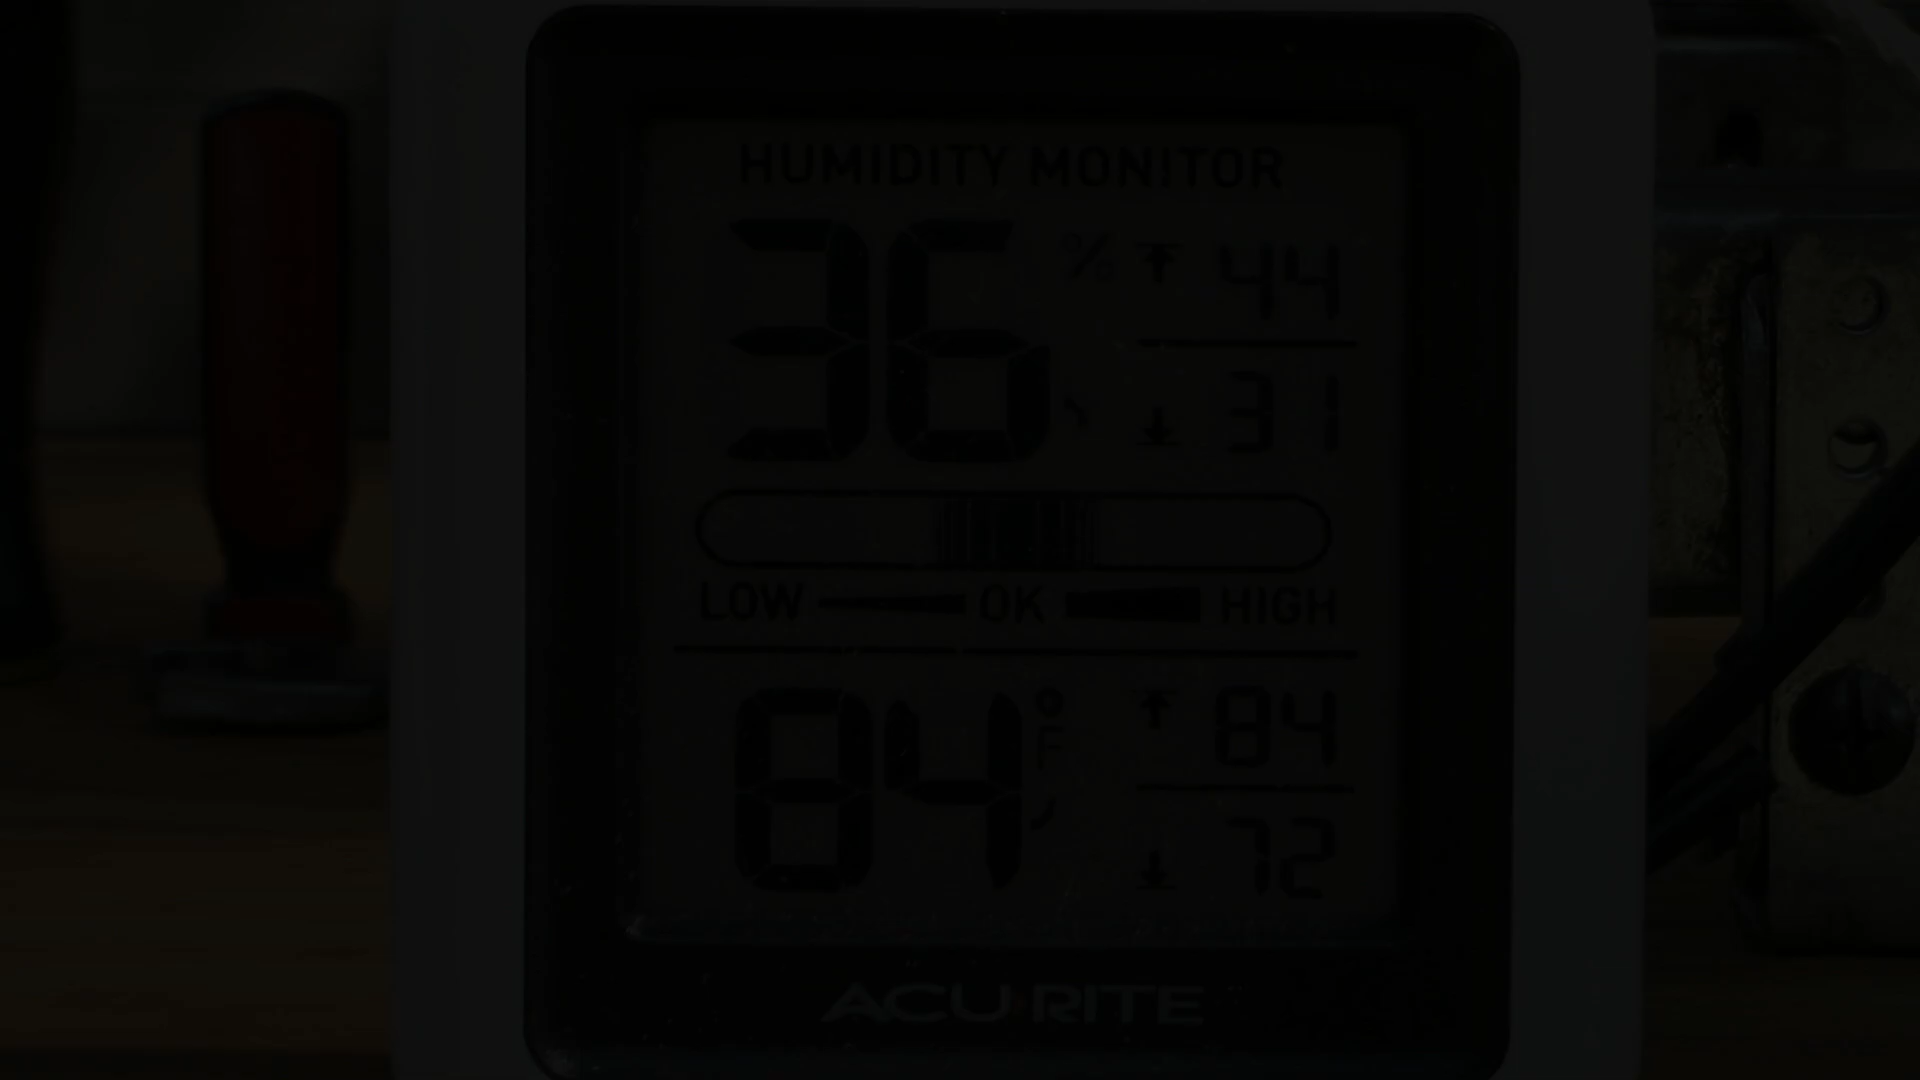 HUMIDITY MONITOR
36 % 44
31
LOW OK HIGH
84 °F 84
72
ACURITE